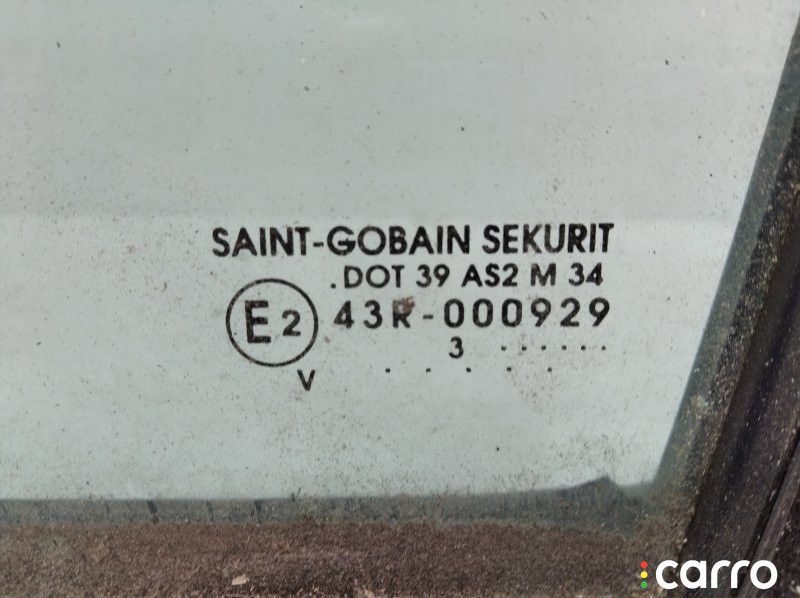 SAINT-GOBAIN SEKURIT
.DOT 39 AS2 M 34
E2 43R-000929
3 . . . . . .
V . . . . .
carro